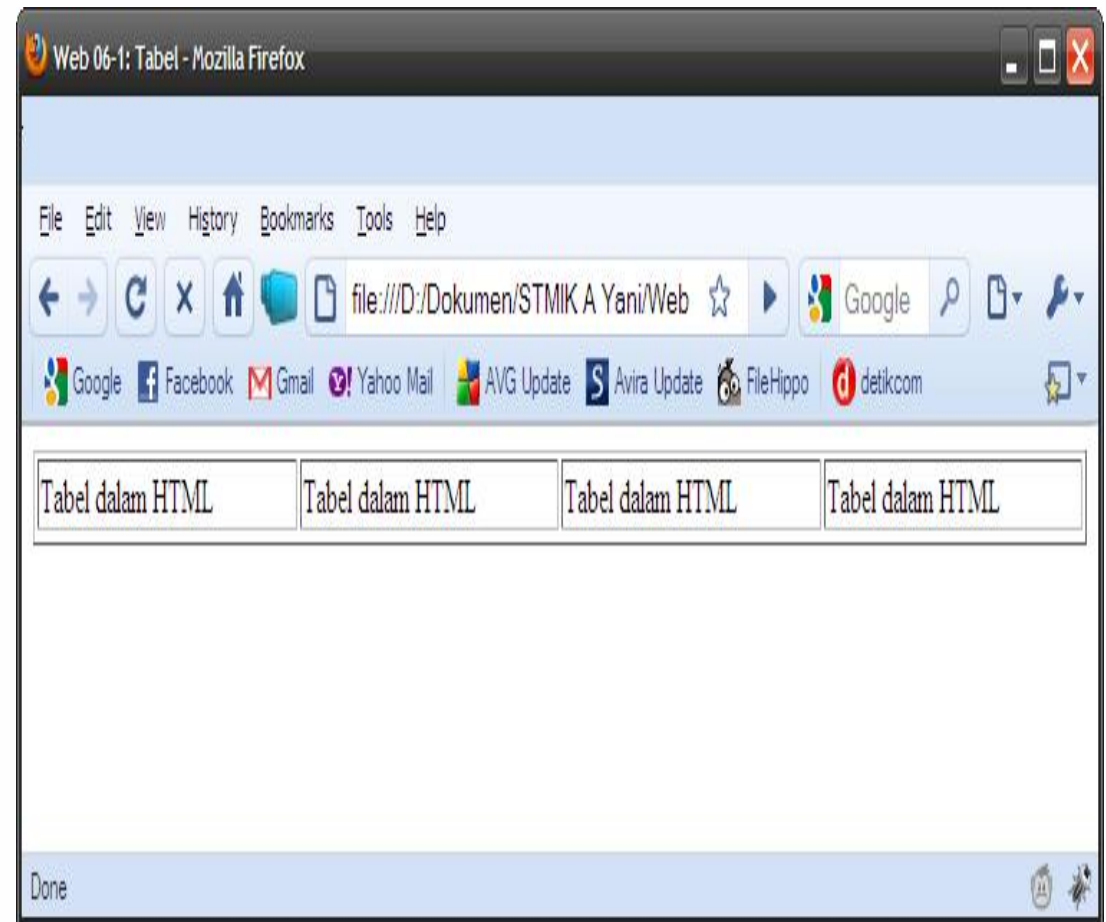 Web 06-1: Tabel - Mozilla Firefox
File Edit View History Bookmarks Tools Help
file:///D:/Dokumen/STMIK A Yani/Web Google
Google Facebook Gmail Yahoo Mail AVG Update Avira Update FileHippo detikcom
Tabel dalam HTML Tabel dalam HTML Tabel dalam HTML Tabel dalam HTML
Done